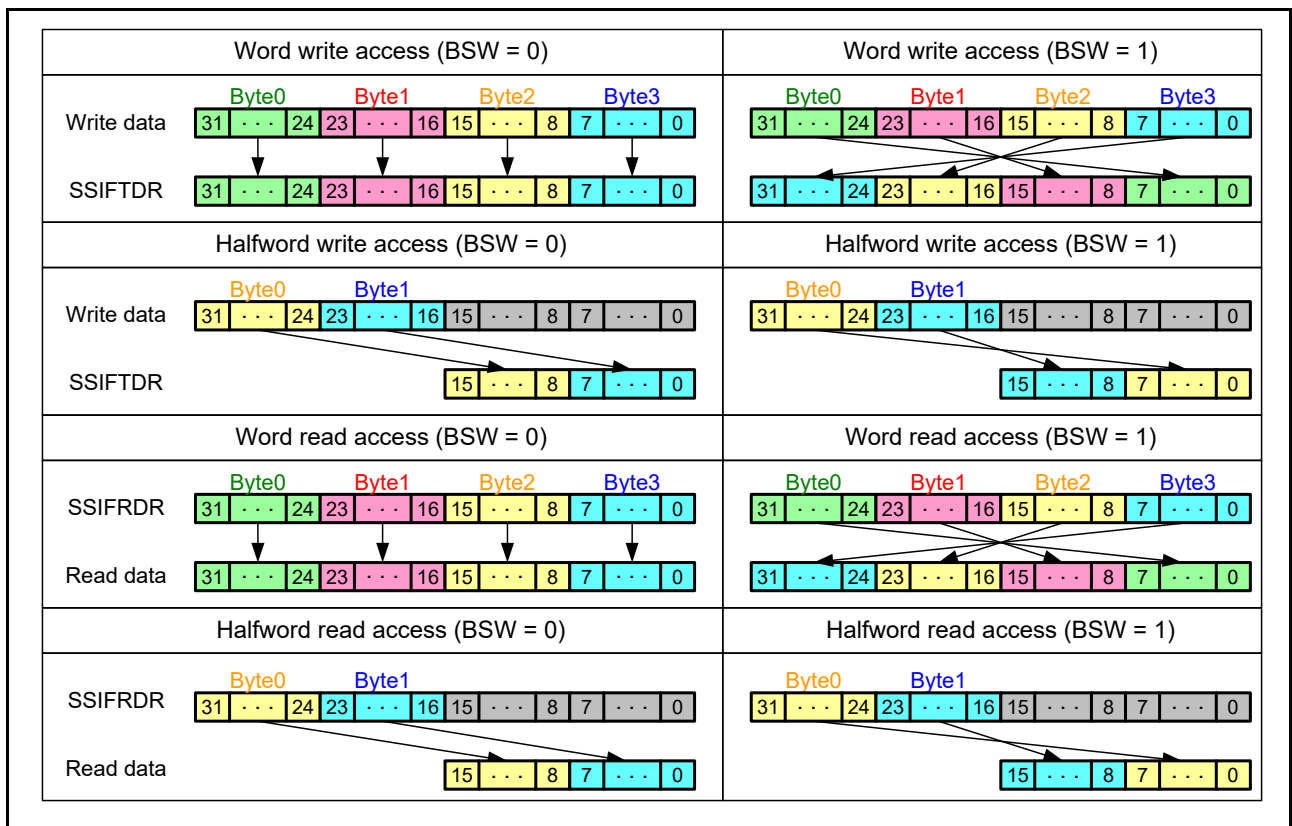 Word write access (BSW = 0)
Word write access (BSW = 1)
Byte0 Byte1 Byte2 Byte3
Byte0 Byte1 Byte2 Byte3
Write data 31 · · · 24 23 · · · 16 15 · · · 8 7 · · · 0
31 · · · 24 23 · · · 16 15 · · · 8 7 · · · 0
SSIFTDR 31 · · · 24 23 · · · 16 15 · · · 8 7 · · · 0
31 · · · 24 23 · · · 16 15 · · · 8 7 · · · 0
Halfword write access (BSW = 0)
Halfword write access (BSW = 1)
Byte0 Byte1
Byte0 Byte1
Write data 31 · · · 24 23 · · · 16 15 · · · 8 7 · · · 0
31 · · · 24 23 · · · 16 15 · · · 8 7 · · · 0
SSIFTDR 15 · · · 8 7 · · · 0
15 · · · 8 7 · · · 0
Word read access (BSW = 0)
Word read access (BSW = 1)
Byte0 Byte1 Byte2 Byte3
Byte0 Byte1 Byte2 Byte3
SSIFRDR 31 · · · 24 23 · · · 16 15 · · · 8 7 · · · 0
31 · · · 24 23 · · · 16 15 · · · 8 7 · · · 0
Read data 31 · · · 24 23 · · · 16 15 · · · 8 7 · · · 0
31 · · · 24 23 · · · 16 15 · · · 8 7 · · · 0
Halfword read access (BSW = 0)
Halfword read access (BSW = 1)
Byte0 Byte1
Byte0 Byte1
SSIFRDR 31 · · · 24 23 · · · 16 15 · · · 8 7 · · · 0
31 · · · 24 23 · · · 16 15 · · · 8 7 · · · 0
Read data 15 · · · 8 7 · · · 0
15 · · · 8 7 · · · 0